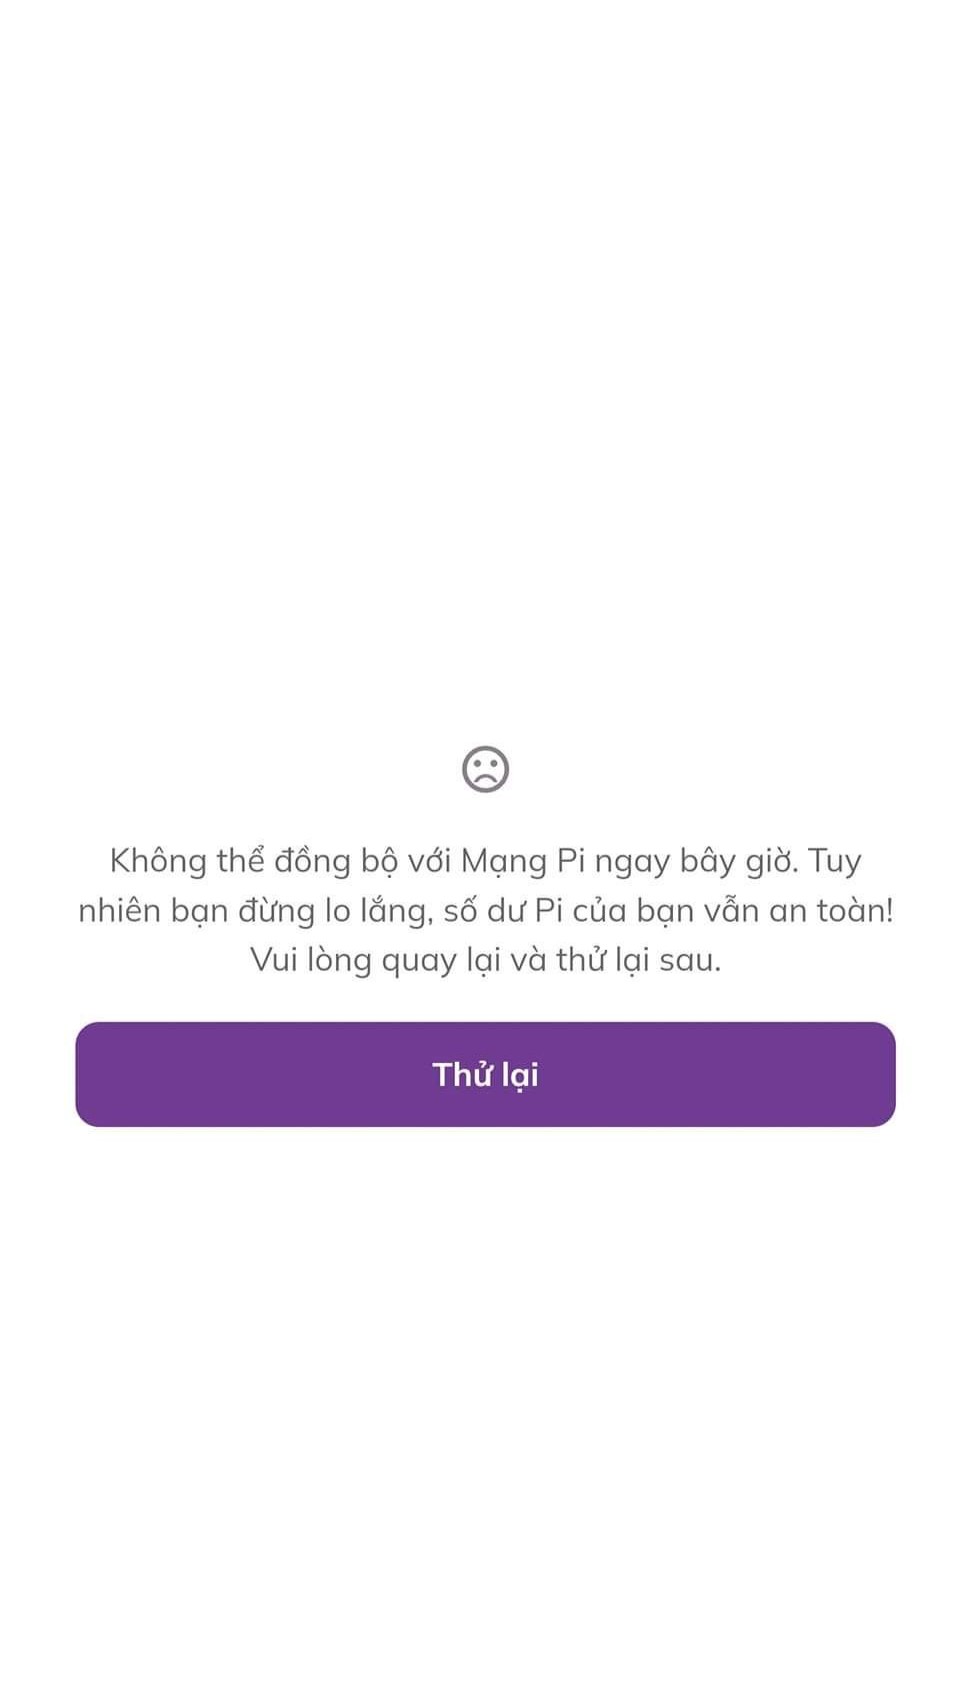 Không thể đồng bộ với Mạng Pi ngay bây giờ. Tuy
nhiên bạn đừng lo lắng, số dư Pi của bạn vẫn an toàn!
Vui lòng quay lại và thử lại sau.
Thử lại